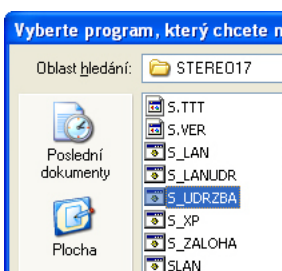 Vyberte program, který chcete n
Oblast hledání: STEREO17
S.TTT
S.VER
S_LAN
S_LANUDR
S_UDRZBA
S_XP
S_ZALOHA
SLAN
Poslední
dokumenty
Plocha